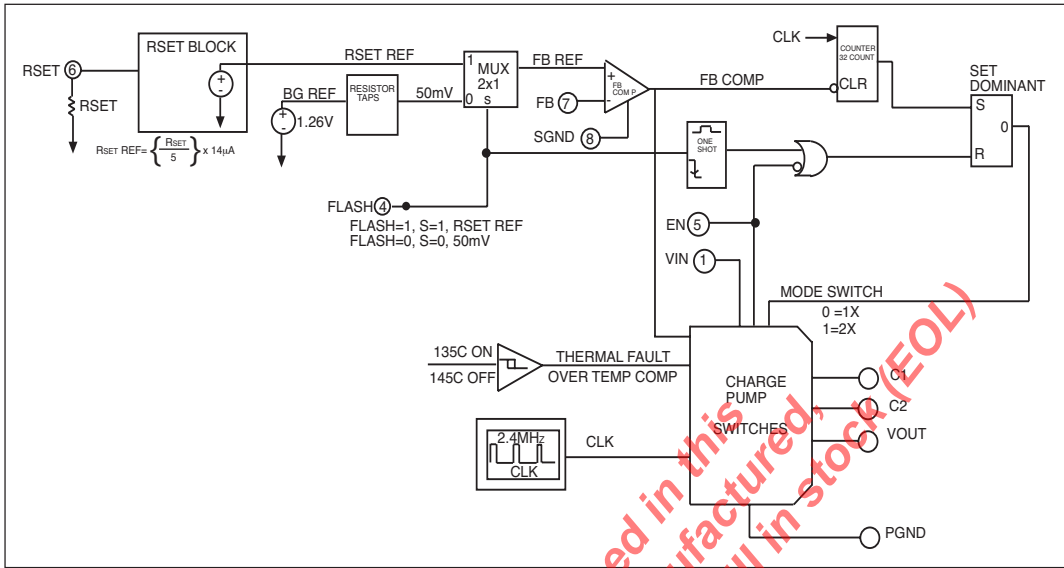 RSET 6
RSET
RSET BLOCK
+
-
RSET REF= { RSET / 5 } x 14µA
RSET REF
BG REF
+
-
1.26V
RESISTOR
TAPS
50mV
1
MUX
2x1
0 s
FB REF
+
FB
COM P
-
FB 7
SGND 8
FB COMP
CLK
COUNTER
32 COUNT
CLR
SET
DOMINANT
S
0
R
ONE
SHOT
FLASH 4
FLASH=1, S=1, RSET REF
FLASH=0, S=0, 50mV
EN 5
VIN 1
MODE SWITCH
0 =1X
1=2X
135C ON
145C OFF
THERMAL FAULT
OVER TEMP COMP
CHARGE
PUMP
SWITCHES
C1
C2
VOUT
2.4MHz
CLK
CLK
PGND
ed in this
ufactured,
ll in stock (EOL)